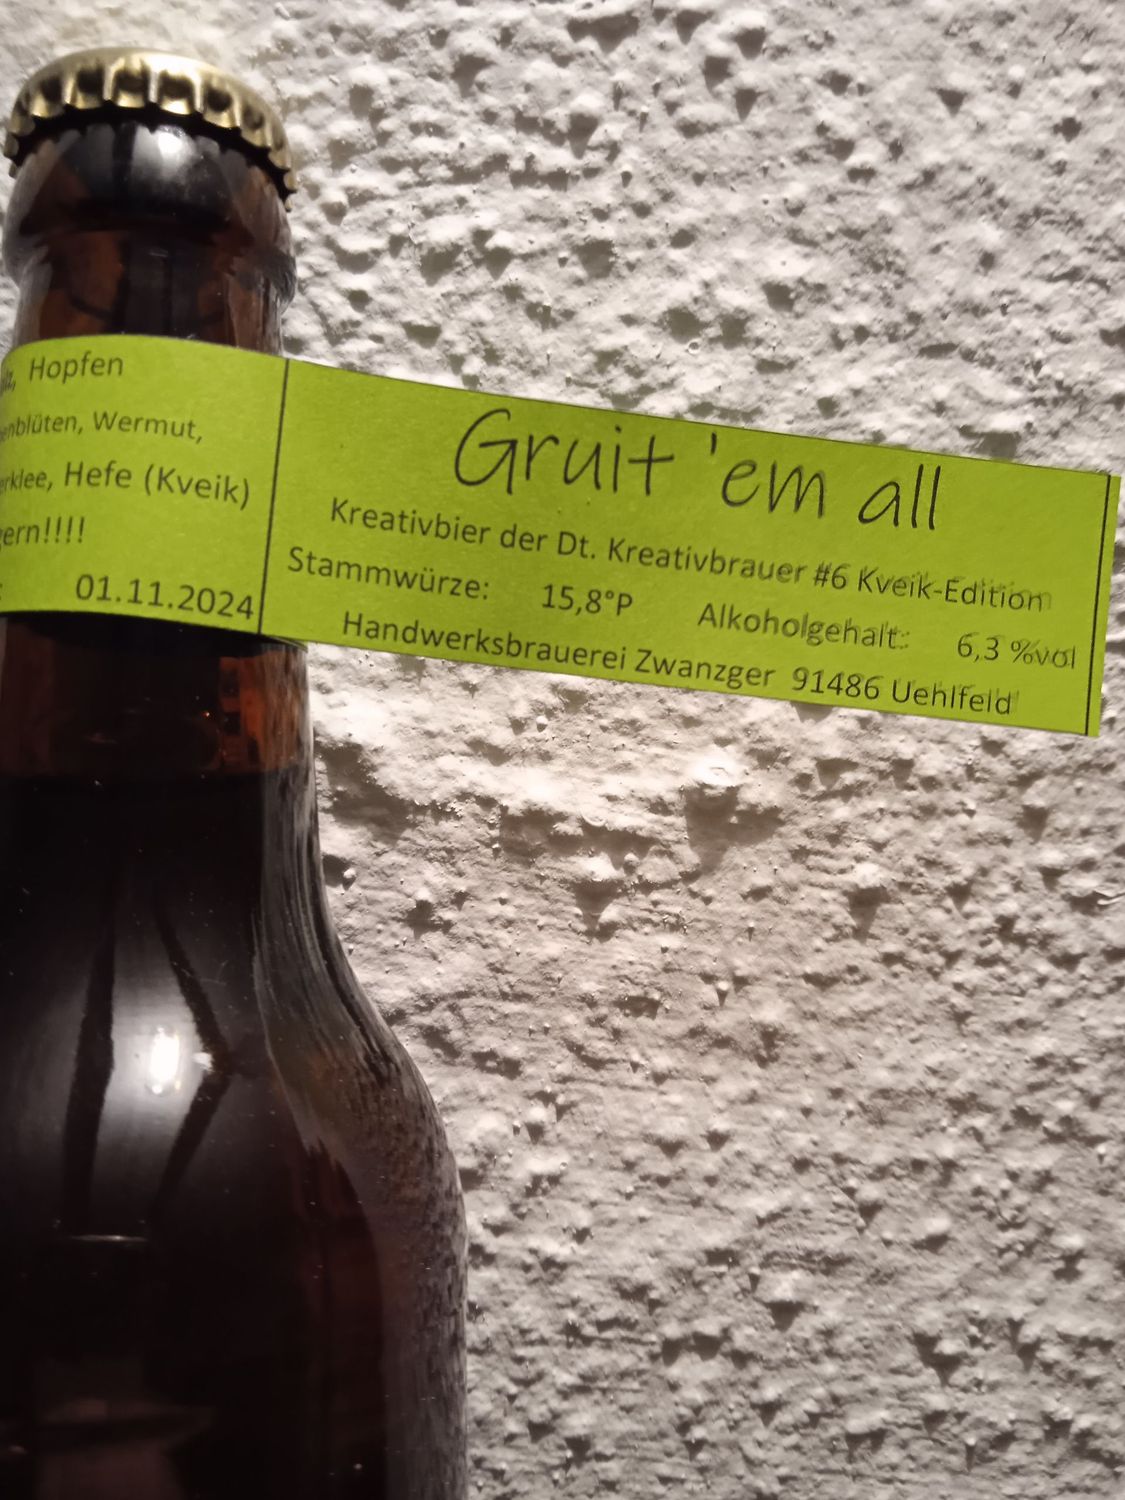 Hopfen
Wermut,
Hefe (Kveik)
01.11.2024
Gruit 'em all
Kreativbier der Dt. Kreativbrauer #6 Kveik-Edition
Stammwürze: 15,8°P Alkoholgehalt: 6,3 %vol
Handwerksbrauerei Zwanzger 91486 Uehlfeld